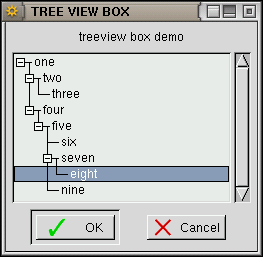 TREE VIEW BOX
treeview box demo
one
two
three
four
five
six
seven
eight
nine
OK
Cancel